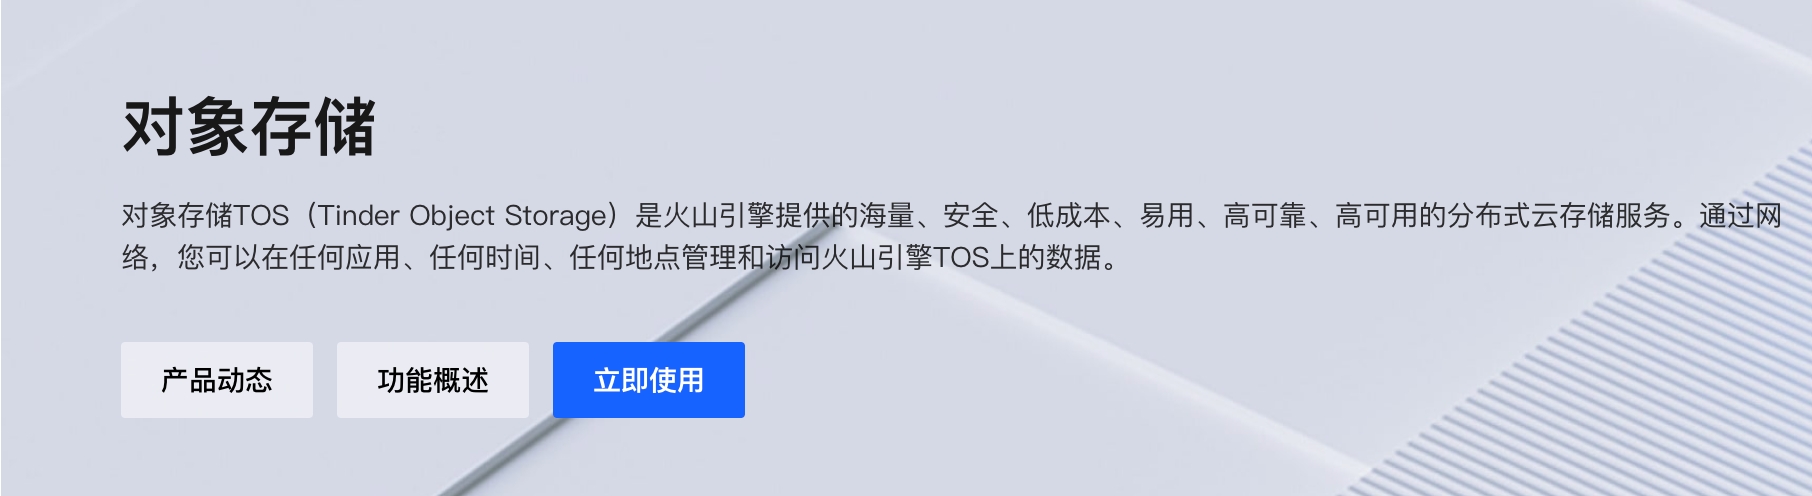 对象存储
对象存储TOS（Tinder Object Storage）是火山引擎提供的海量、安全、低成本、易用、高可靠、高可用的分布式云存储服务。通过网
络，您可以在任何应用、任何时间、任何地点管理和访问火山引擎TOS上的数据。
产品动态
功能概述
立即使用